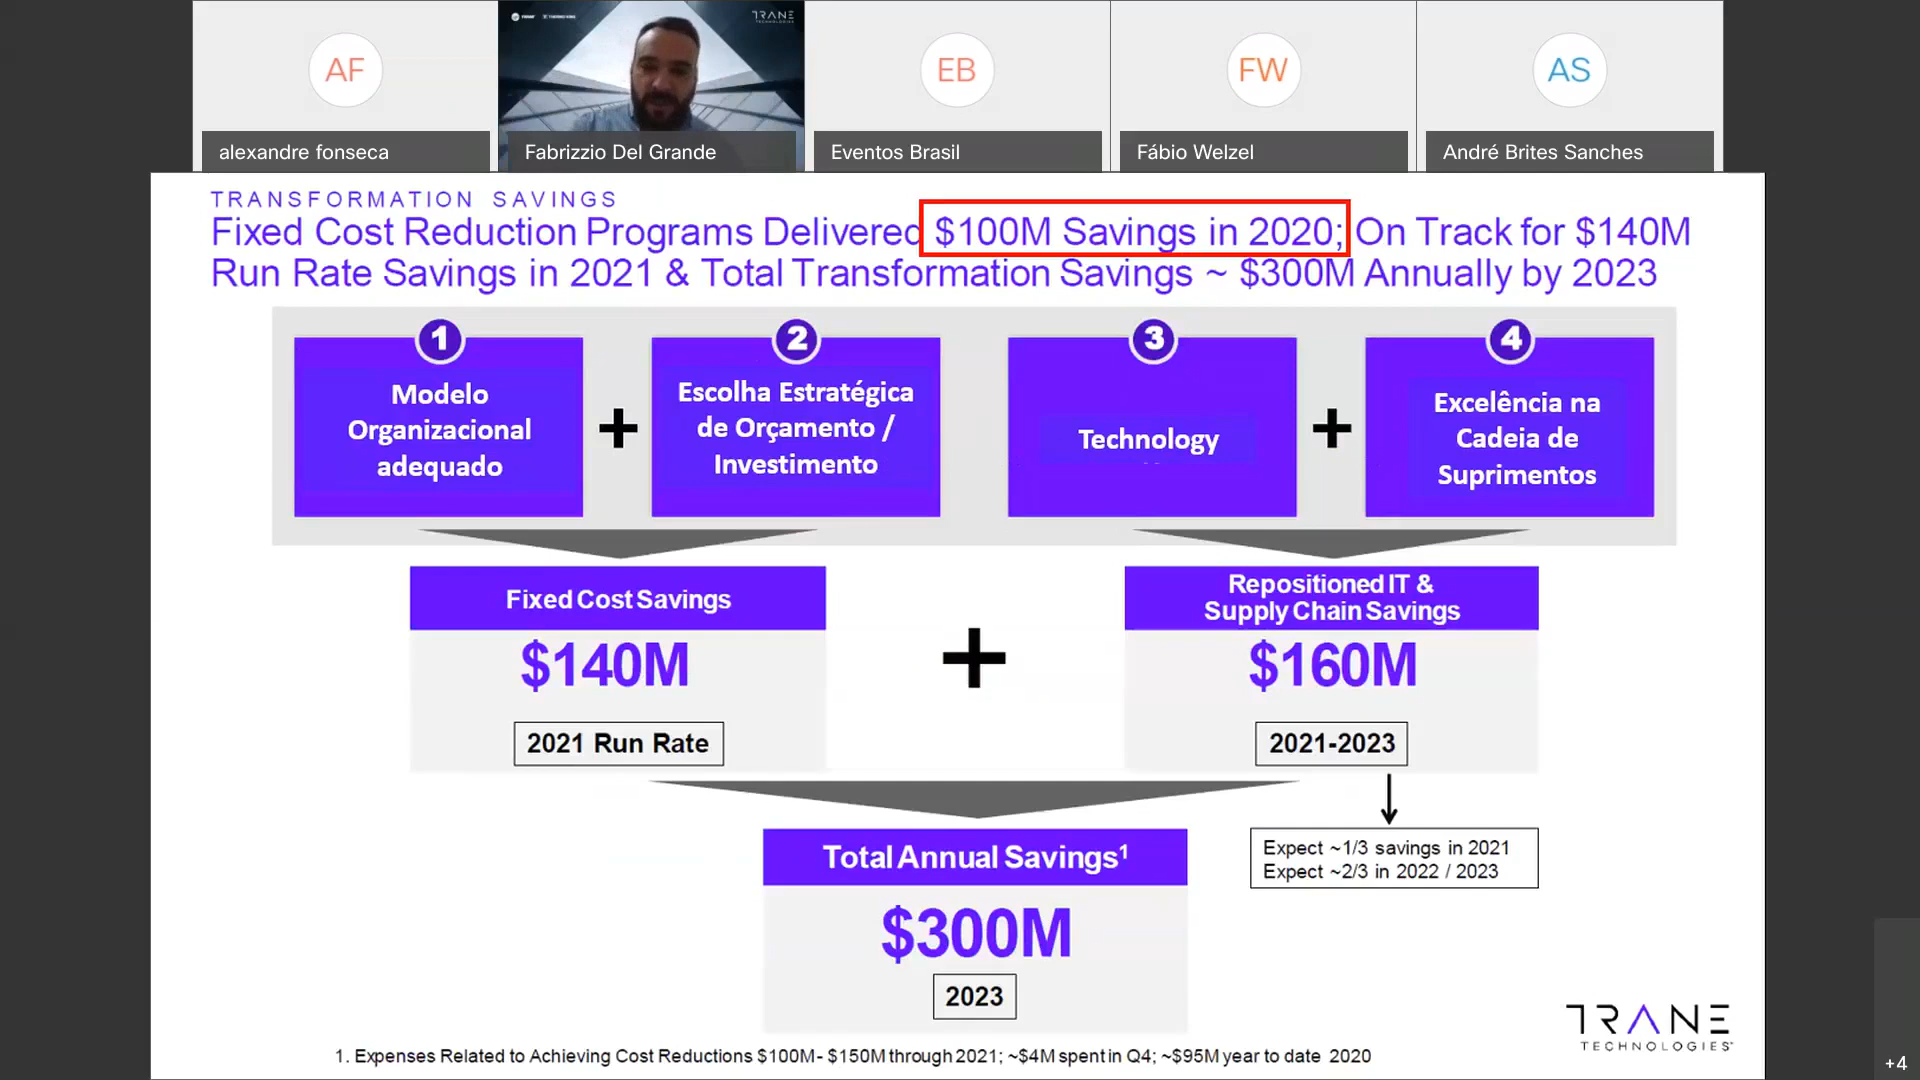 AF
TRANE
TECHNOLOGIES
EB
FW
AS
alexandre fonseca
Fabrizzio Del Grande
Eventos Brasil
Fábio Welzel
André Brites Sanches
TRANSFORMATION SAVINGS
Fixed Cost Reduction Programs Delivered $100M Savings in 2020; On Track for $140M
Run Rate Savings in 2021 & Total Transformation Savings ~ $300M Annually by 2023
1
Modelo
Organizacional
adequado
+
2
Escolha Estratégica
de Orçamento /
Investimento
3
Technology
+
4
Excelência na
Cadeia de
Suprimentos
Fixed Cost Savings
$140M
2021 Run Rate
+
Repositioned IT &
Supply Chain Savings
$160M
2021-2023
Expect ~1/3 savings in 2021
Expect ~2/3 in 2022 / 2023
Total Annual Savings¹
$300M
2023
TRANE
TECHNOLOGIES
1. Expenses Related to Achieving Cost Reductions $100M- $150M through 2021; ~$4M spent in Q4; ~$95M year to date 2020
+4